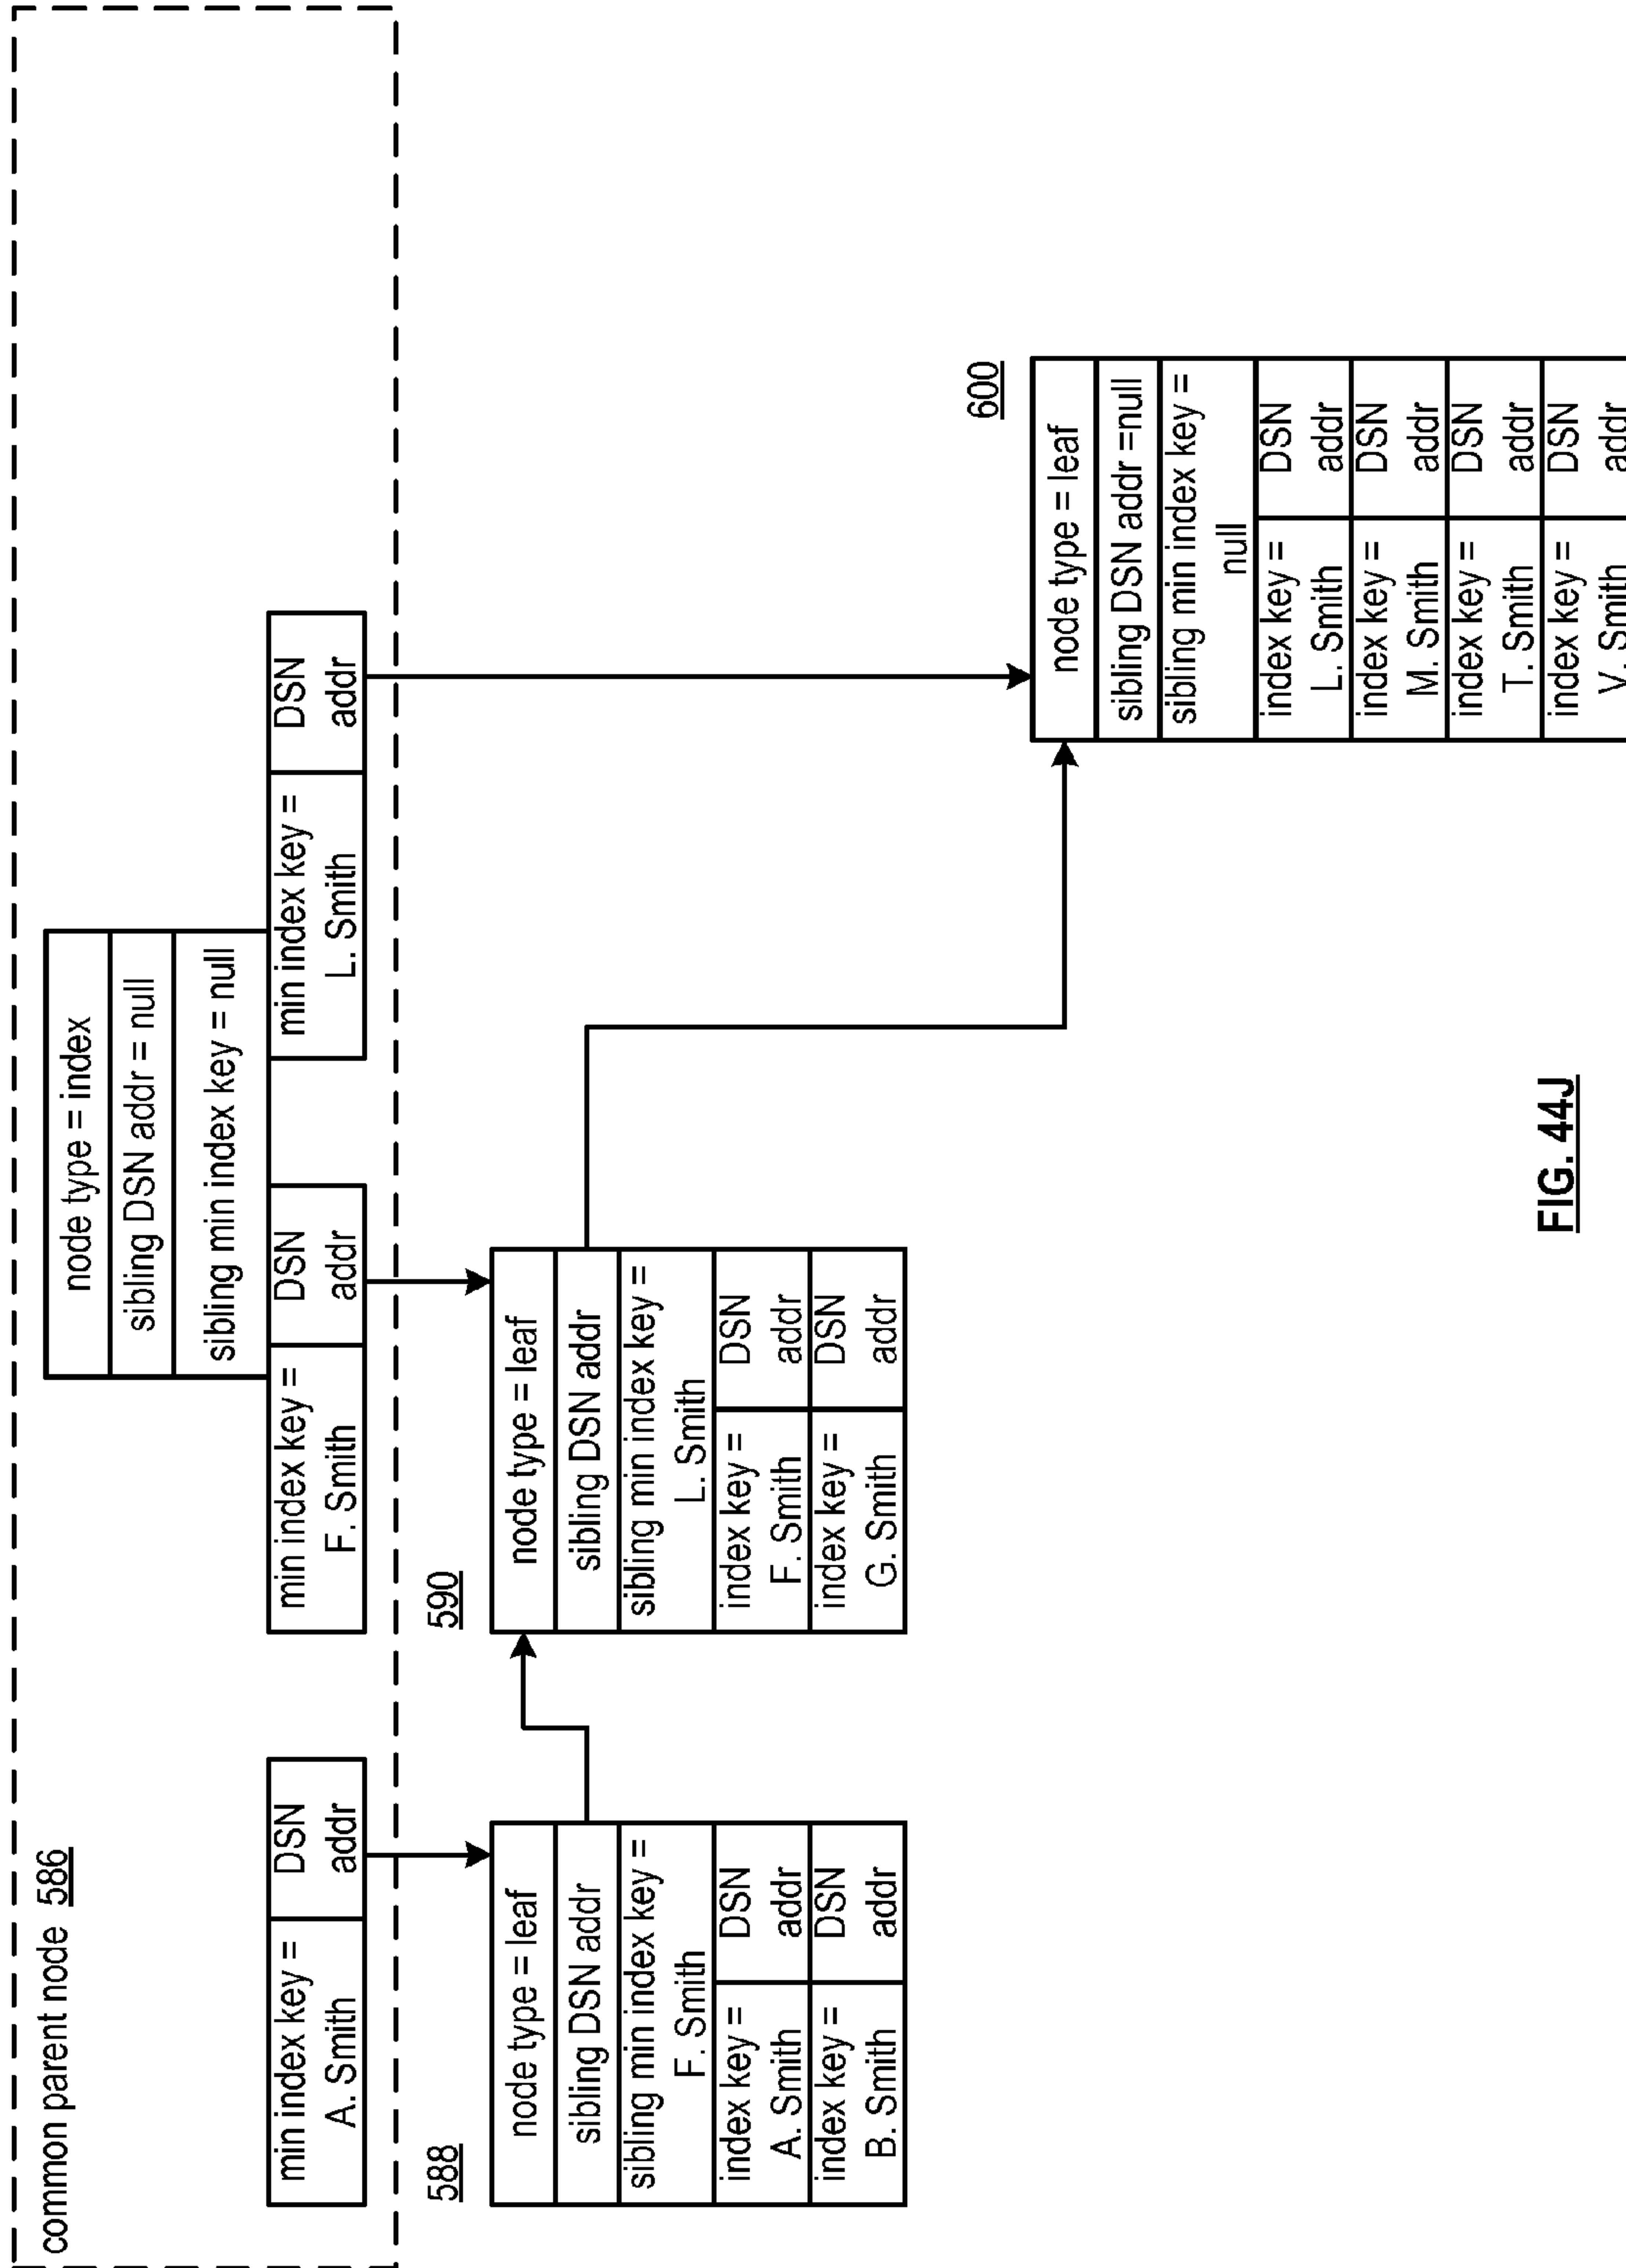 common parent node 586
node type = index
sibling DSN addr = null
sibling min index key = null
min index key =
A. Smith
DSN
addr
min index key =
F. Smith
DSN
addr
min index key =
L. Smith
DSN
addr
588
node type = leaf
sibling DSN addr
sibling min index key =
F. Smith
index key =
A. Smith
DSN
addr
index key =
B. Smith
DSN
addr
590
node type = leaf
sibling DSN addr
sibling min index key =
L. Smith
index key =
F. Smith
DSN
addr
index key =
G. Smith
DSN
addr
600
node type = leaf
sibling DSN addr =null
sibling min index key =
null
index key =
L. Smith
DSN
addr
index key =
M. Smith
DSN
addr
index key =
T. Smith
DSN
addr
index key =
V. Smith
DSN
addr
FIG. 44J